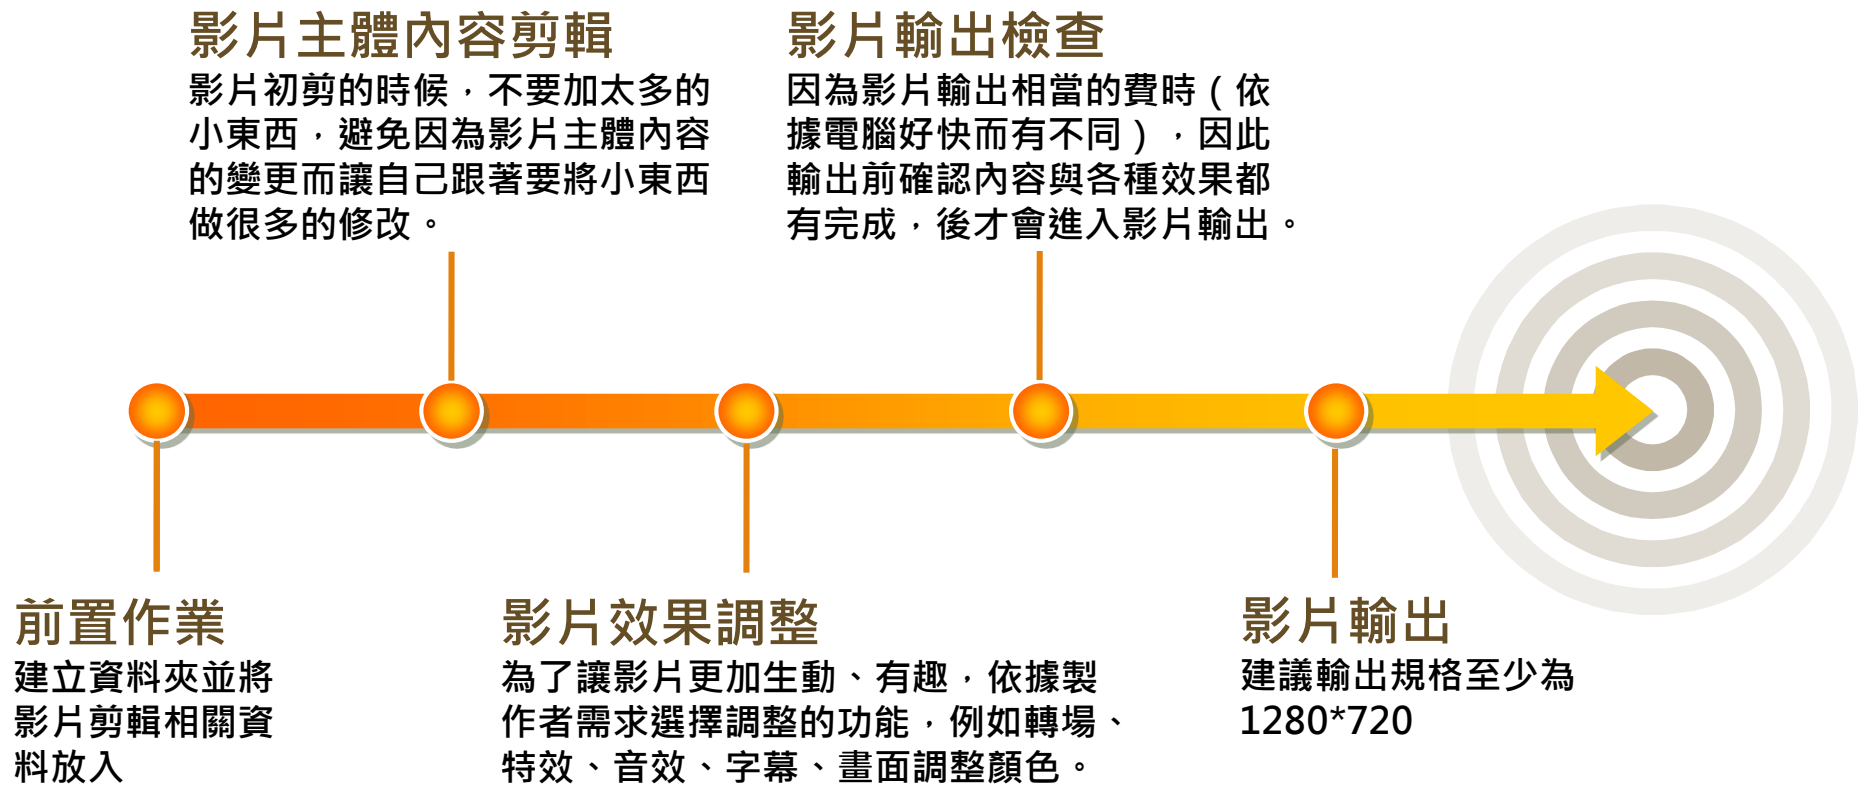 影片主體內容剪輯
影片初剪的時候，不要加太多的
小東西，避免因為影片主體內容
的變更而讓自己跟著要將小東西
做很多的修改。
影片輸出檢查
因為影片輸出相當的費時（依
據電腦好快而有不同），因此
輸出前確認內容與各種效果都
有完成，後才會進入影片輸出。
前置作業
建立資料夾並將
影片剪輯相關資
料放入
影片效果調整
為了讓影片更加生動、有趣，依據製
作者需求選擇調整的功能，例如轉場、
特效、音效、字幕、畫面調整顏色。
影片輸出
建議輸出規格至少為
1280*720